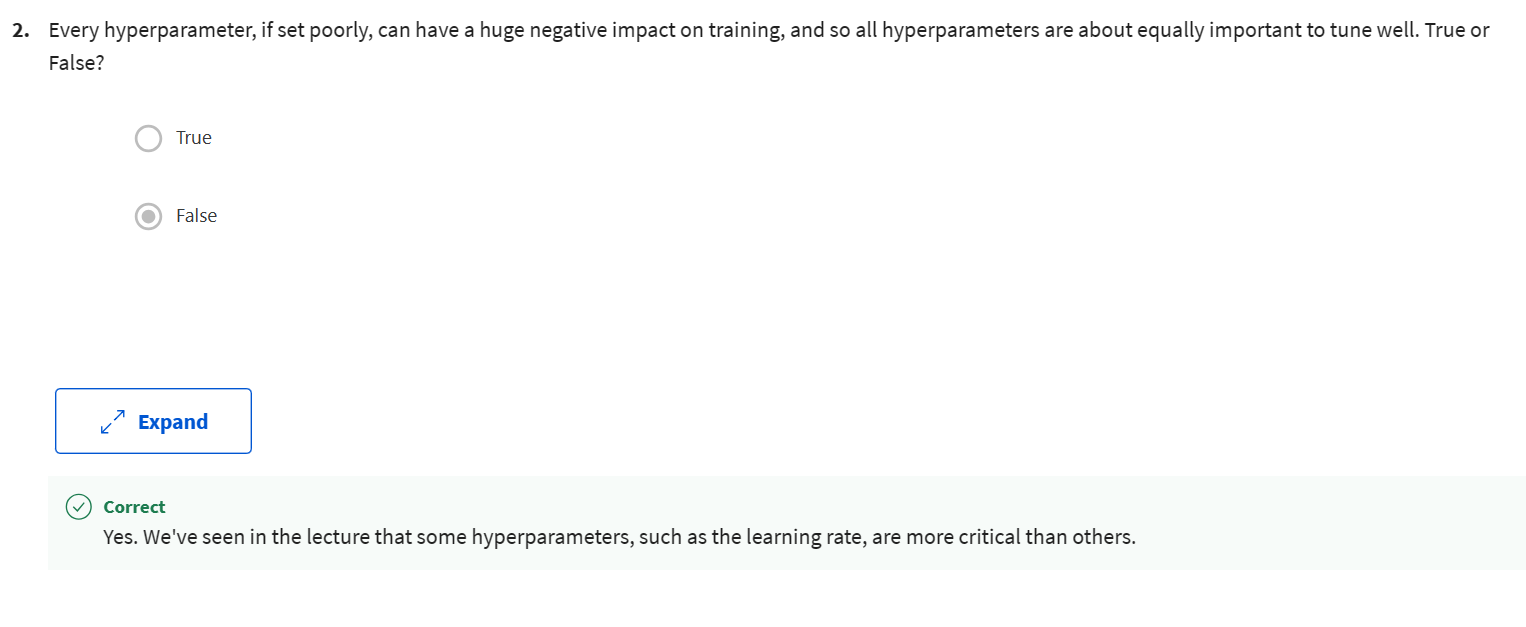 2. Every hyperparameter, if set poorly, can have a huge negative impact on training, and so all hyperparameters are about equally important to tune well. True or
False?
True
False
Expand
Correct
Yes. We've seen in the lecture that some hyperparameters, such as the learning rate, are more critical than others.